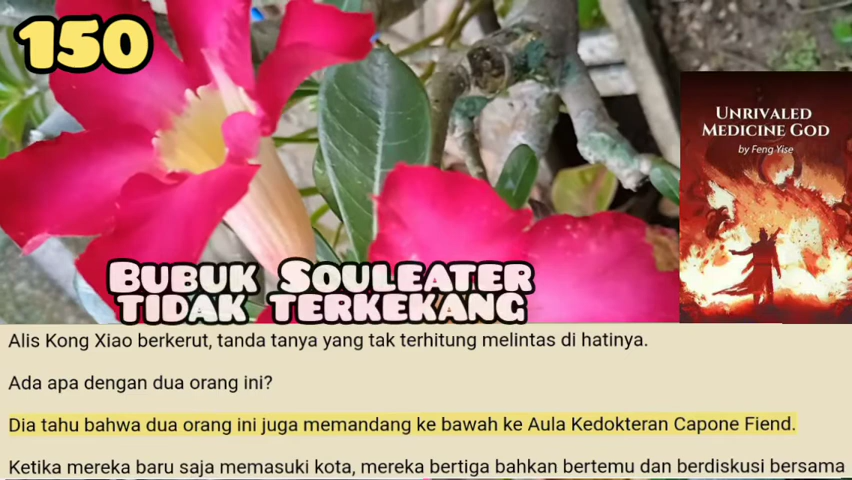 150
UNRIVALED
MEDICINE GOD
by Feng Yise
BUBUK SOULEATER
TIDAK TERKEKANG
Alis Kong Xiao berkerut, tanda tanya yang tak terhitung melintas di hatinya.
Ada apa dengan dua orang ini?
Dia tahu bahwa dua orang ini juga memandang ke bawah ke Aula Kedokteran Capone Fiend.
Ketika mereka baru saja memasuki kota, mereka bertiga bahkan bertemu dan berdiskusi bersama